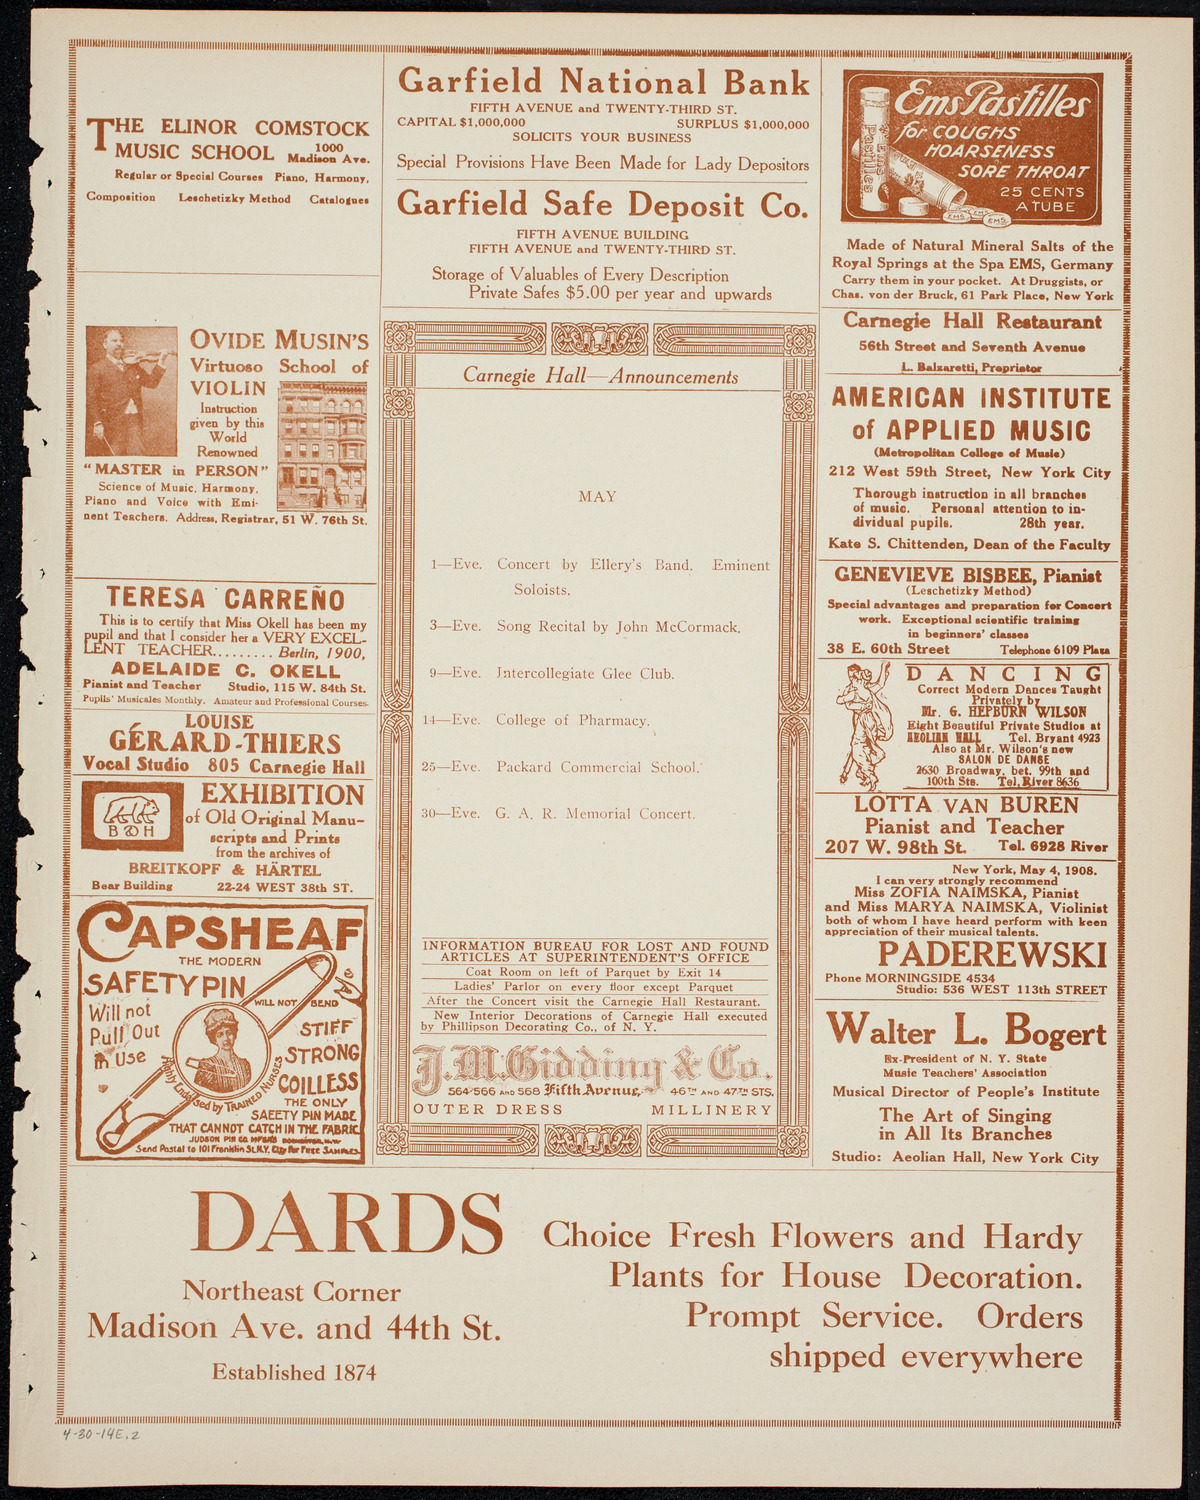 THE ELINOR COMSTOCK
MUSIC SCHOOL 1000 Madison Ave.
Regular or Special Courses Piano, Harmony,
Composition Leschetizky Method Catalogues
OVIDE MUSIN'S
Virtuoso School of
VIOLIN
Instruction
given by this
World
Renowned
"MASTER in PERSON"
Science of Music, Harmony,
Piano and Voice with Emi-
nent Teachers. Address, Registrar, 51 W. 76th St.
TERESA CARREÑO
This is to certify that Miss Okell has been my
pupil and that I consider her a VERY EXCEL-
LENT TEACHER......... Berlin, 1900,
ADELAIDE C. OKELL
Pianist and Teacher Studio, 115 W. 84th St.
Pupils' Musicales Monthly. Amateur and Professional Courses.
LOUISE
GÉRARD-THIERS
Vocal Studio 805 Carnegie Hall
B & H
EXHIBITION
of Old Original Manu-
scripts and Prints
from the archives of
BREITKOPF & HÄRTEL
Bear Building 22-24 WEST 38th ST.
CAPSHEAF
THE MODERN
SAFETY PIN
WILL NOT BEND
Will not
Pull Out
in Use
STIFF
STRONG
COILLESS
Highly Endorsed by TRAINED NURSES
THE ONLY
SAFETY PIN MADE
THAT CANNOT CATCH IN THE FABRIC
JUDSON PIN CO. MFGRS ROCHESTER, N.Y.
Send Postal to 101 Franklin St. N.Y. City for Free SAMPLES.
Garfield National Bank
FIFTH AVENUE and TWENTY-THIRD ST.
CAPITAL $1,000,000 SURPLUS $1,000,000
SOLICITS YOUR BUSINESS
Special Provisions Have Been Made for Lady Depositors
Garfield Safe Deposit Co.
FIFTH AVENUE BUILDING
FIFTH AVENUE and TWENTY-THIRD ST.
Storage of Valuables of Every Description
Private Safes $5.00 per year and upwards
Carnegie Hall—Announcements
MAY
1—Eve. Concert by Ellery's Band. Eminent
Soloists.
3—Eve. Song Recital by John McCormack.
9—Eve. Intercollegiate Glee Club.
14—Eve. College of Pharmacy.
25—Eve. Packard Commercial School.
30—Eve. G. A. R. Memorial Concert.
INFORMATION BUREAU FOR LOST AND FOUND
ARTICLES AT SUPERINTENDENT'S OFFICE
Coat Room on left of Parquet by Exit 14
Ladies' Parlor on every floor except Parquet
After the Concert visit the Carnegie Hall Restaurant.
New Interior Decorations of Carnegie Hall executed
by Phillipson Decorating Co., of N. Y.
J.M. Gidding & Co.
564-566 AND 568 Fifth Avenue, 46TH AND 47TH STS.
OUTER DRESS MILLINERY
Ems Pastilles
for COUGHS
HOARSENESS
SORE THROAT
25 CENTS
A TUBE
Made of Natural Mineral Salts of the
Royal Springs at the Spa EMS, Germany
Carry them in your pocket. At Druggists, or
Chas. von der Bruck, 61 Park Place, New York
Carnegie Hall Restaurant
56th Street and Seventh Avenue
L. Balzaretti, Proprietor
AMERICAN INSTITUTE
of APPLIED MUSIC
(Metropolitan College of Music)
212 West 59th Street, New York City
Thorough instruction in all branches
of music. Personal attention to in-
dividual pupils. 28th year.
Kate S. Chittenden, Dean of the Faculty
GENEVIEVE BISBEE, Pianist
(Leschetizky Method)
Special advantages and preparation for Concert
work. Exceptional scientific training
in beginners' classes
38 E. 60th Street Telephone 6109 Plaza
DANCING
Correct Modern Dances Taught
Privately by
Mr. G. HEPBURN WILSON
Eight Beautiful Private Studios at
AEOLIAN HALL Tel. Bryant 4923
Also at Mr. Wilson's new
SALON DE DANSE
2630 Broadway, bet. 99th and
100th Sts. Tel. River 8636
LOTTA VAN BUREN
Pianist and Teacher
207 W. 98th St. Tel. 6928 River
New York, May 4, 1908.
I can very strongly recommend
Miss ZOFIA NAIMSKA, Pianist
and Miss MARYA NAIMSKA, Violinist
both of whom I have heard perform with keen
appreciation of their musical talents.
PADEREWSKI
Phone MORNINGSIDE 4534
Studio: 536 WEST 113th STREET
Walter L. Bogert
Ex-President of N. Y. State
Music Teachers' Association
Musical Director of People's Institute
The Art of Singing
in All Its Branches
Studio: Aeolian Hall, New York City
DARDS
Northeast Corner
Madison Ave. and 44th St.
Established 1874
Choice Fresh Flowers and Hardy
Plants for House Decoration.
Prompt Service. Orders
shipped everywhere
4-30-14E.2